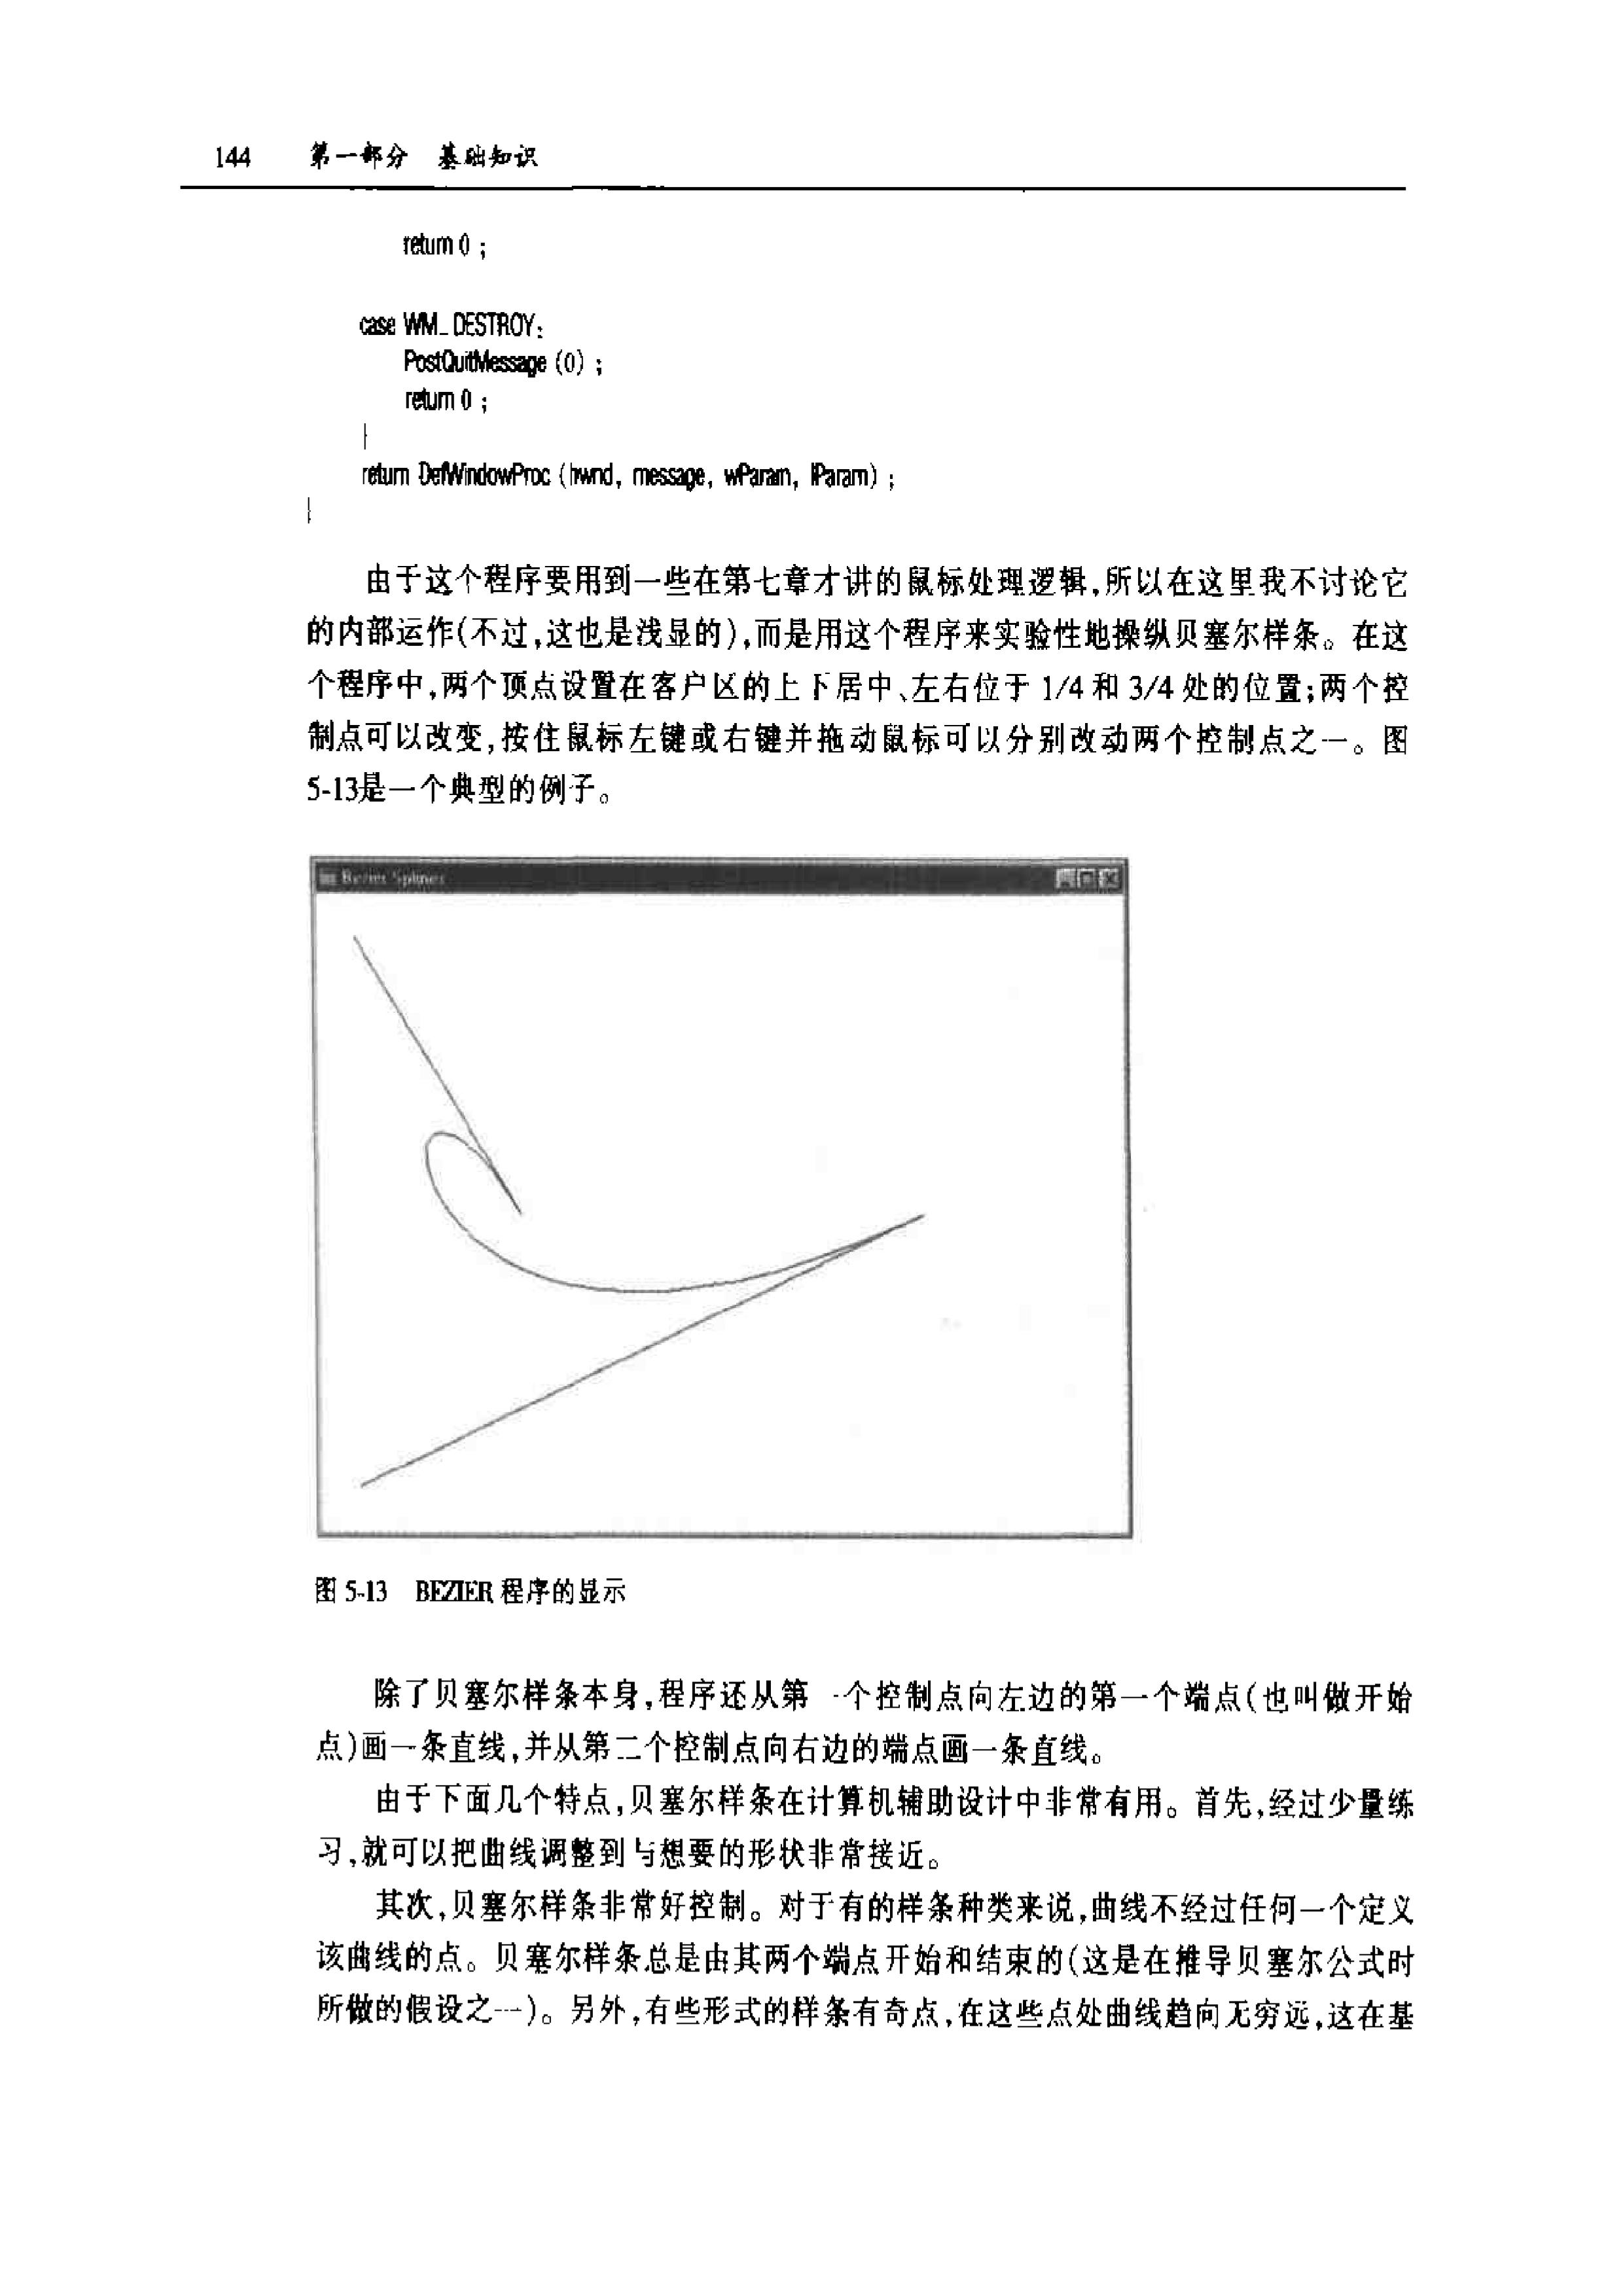 144 第一部分 基础知识
return 0 ;
case WM_DESTROY:
PostQuitMessage (0) ;
return 0 ;
}
return DefWindowProc (hwnd, message, wParam, lParam) ;
}
由于这个程序要用到一些在第七章才讲的鼠标处理逻辑,所以在这里我不讨论它
的内部运作(不过,这也是浅显的),而是用这个程序来实验性地操纵贝塞尔样条。在这
个程序中,两个顶点设置在客户区的上下居中、左右位于 1/4 和 3/4 处的位置;两个控
制点可以改变,按住鼠标左键或右键并拖动鼠标可以分别改动两个控制点之一。图
5-13是一个典型的例子。
Bezier Splines
图 5-13 BEZIER 程序的显示
除了贝塞尔样条本身,程序还从第一个控制点向左边的第一个端点(也叫做开始
点)画一条直线,并从第二个控制点向右边的端点画一条直线。
由于下面几个特点,贝塞尔样条在计算机辅助设计中非常有用。首先,经过少量练
习,就可以把曲线调整到与想要的形状非常接近。
其次,贝塞尔样条非常好控制。对于有的样条种类来说,曲线不经过任何一个定义
该曲线的点。贝塞尔样条总是由其两个端点开始和结束的(这是在推导贝塞尔公式时
所做的假设之一)。另外,有些形式的样条有奇点,在这些点处曲线趋向无穷远,这在基